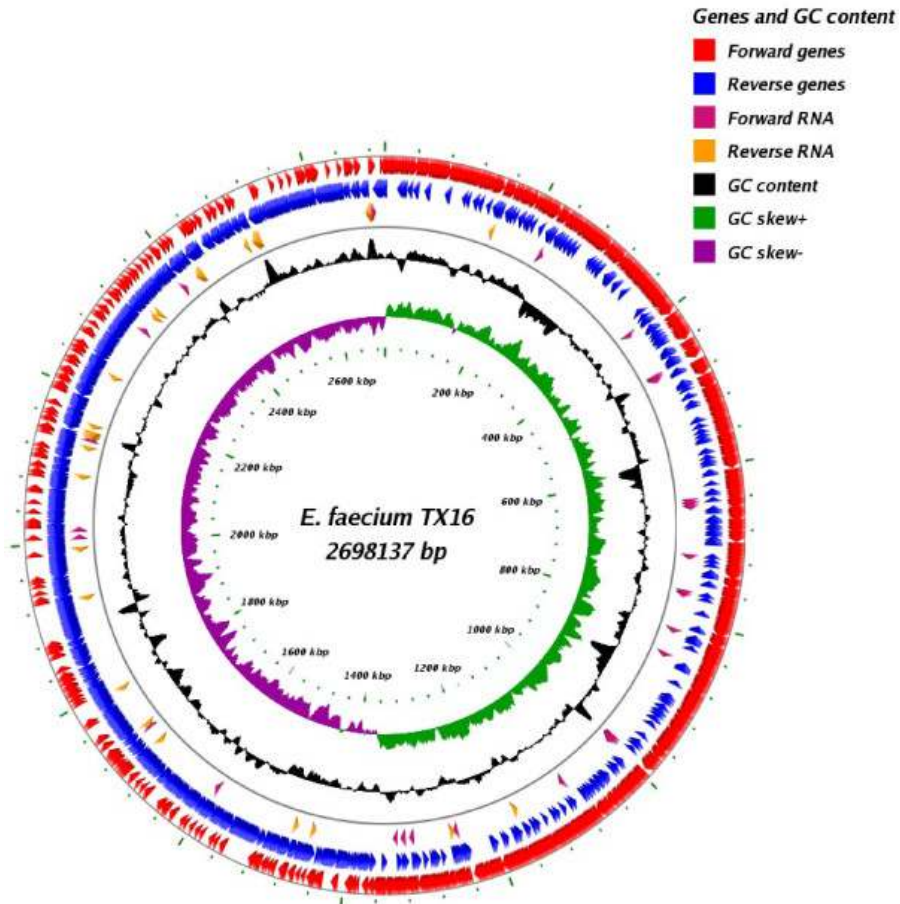 Genes and GC content
Forward genes
Reverse genes
Forward RNA
Reverse RNA
GC content
GC skew+
GC skew-
2600 kbp
200 kbp
2400 kbp
400 kbp
2200 kbp
600 kbp
E. faecium TX16
2000 kbp
2698137 bp
800 kbp
1800 kbp
1000 kbp
1600 kbp
1200 kbp
1400 kbp